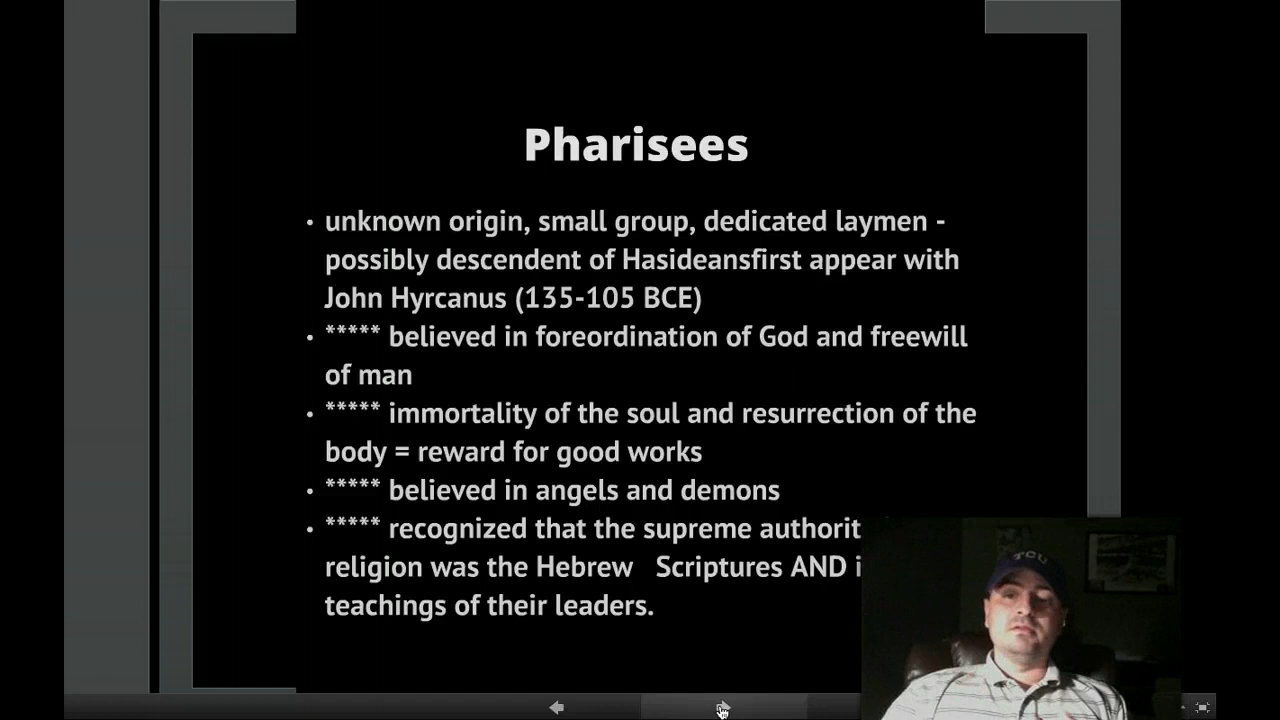 Pharisees
• unknown origin, small group, dedicated laymen -
possibly descendent of Hasideansfirst appear with
John Hyrcanus (135-105 BCE)
• ***** believed in foreordination of God and freewill
of man
• ***** immortality of the soul and resurrection of the
body = reward for good works
• ***** believed in angels and demons
• ***** recognized that the supreme authorit
religion was the Hebrew Scriptures AND i
teachings of their leaders.
TCU